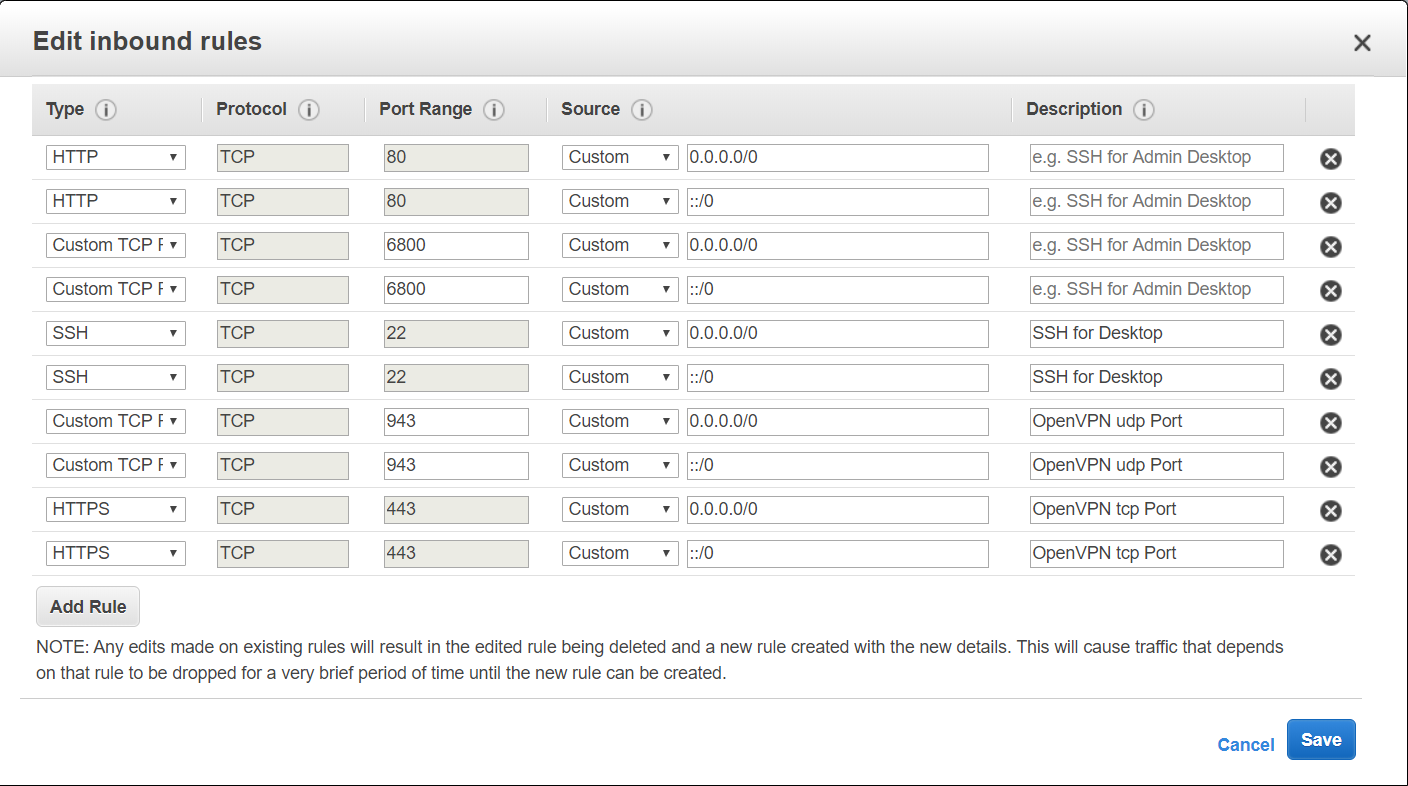 Edit inbound rules
Type Protocol Port Range Source Description
HTTP TCP 80 Custom 0.0.0.0/0 e.g. SSH for Admin Desktop
HTTP TCP 80 Custom ::/0 e.g. SSH for Admin Desktop
Custom TCP F TCP 6800 Custom 0.0.0.0/0 e.g. SSH for Admin Desktop
Custom TCP F TCP 6800 Custom ::/0 e.g. SSH for Admin Desktop
SSH TCP 22 Custom 0.0.0.0/0 SSH for Desktop
SSH TCP 22 Custom ::/0 SSH for Desktop
Custom TCP F TCP 943 Custom 0.0.0.0/0 OpenVPN udp Port
Custom TCP F TCP 943 Custom ::/0 OpenVPN udp Port
HTTPS TCP 443 Custom 0.0.0.0/0 OpenVPN tcp Port
HTTPS TCP 443 Custom ::/0 OpenVPN tcp Port
Add Rule
NOTE: Any edits made on existing rules will result in the edited rule being deleted and a new rule created with the new details. This will cause traffic that depends
on that rule to be dropped for a very brief period of time until the new rule can be created.
Cancel Save